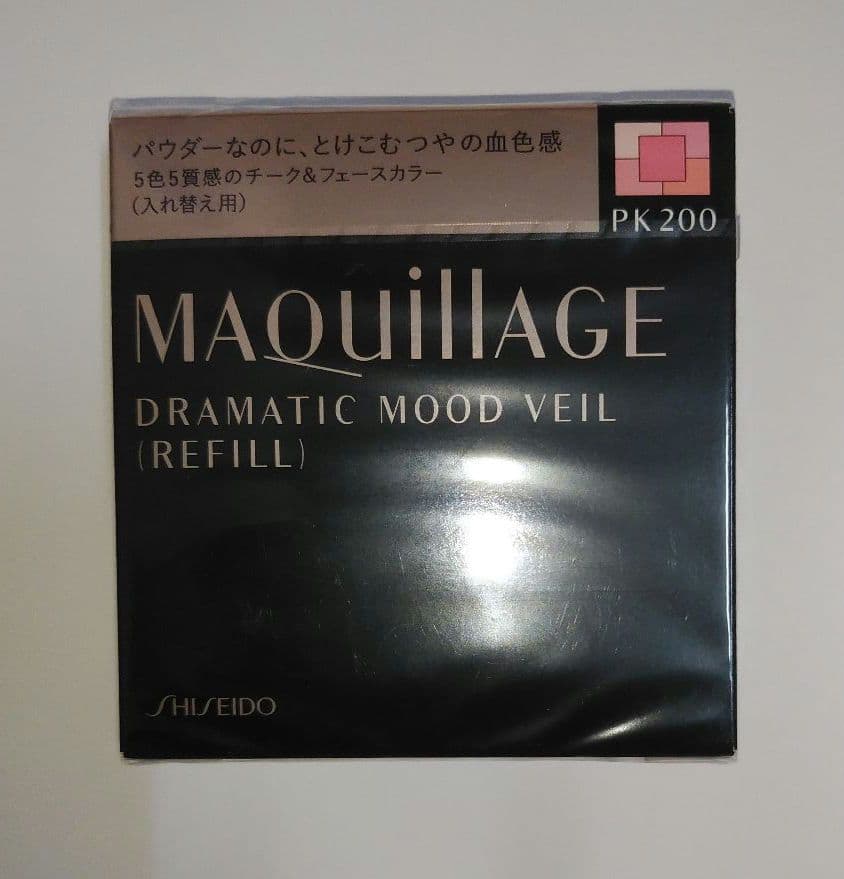 パウダーなのに、とけこむつやの血色感
5色5質感のチーク&フェースカラー
(入れ替え用)
PK 200
MAQuillAGE
DRAMATIC MOOD VEIL
(REFILL)
SHISEIDO